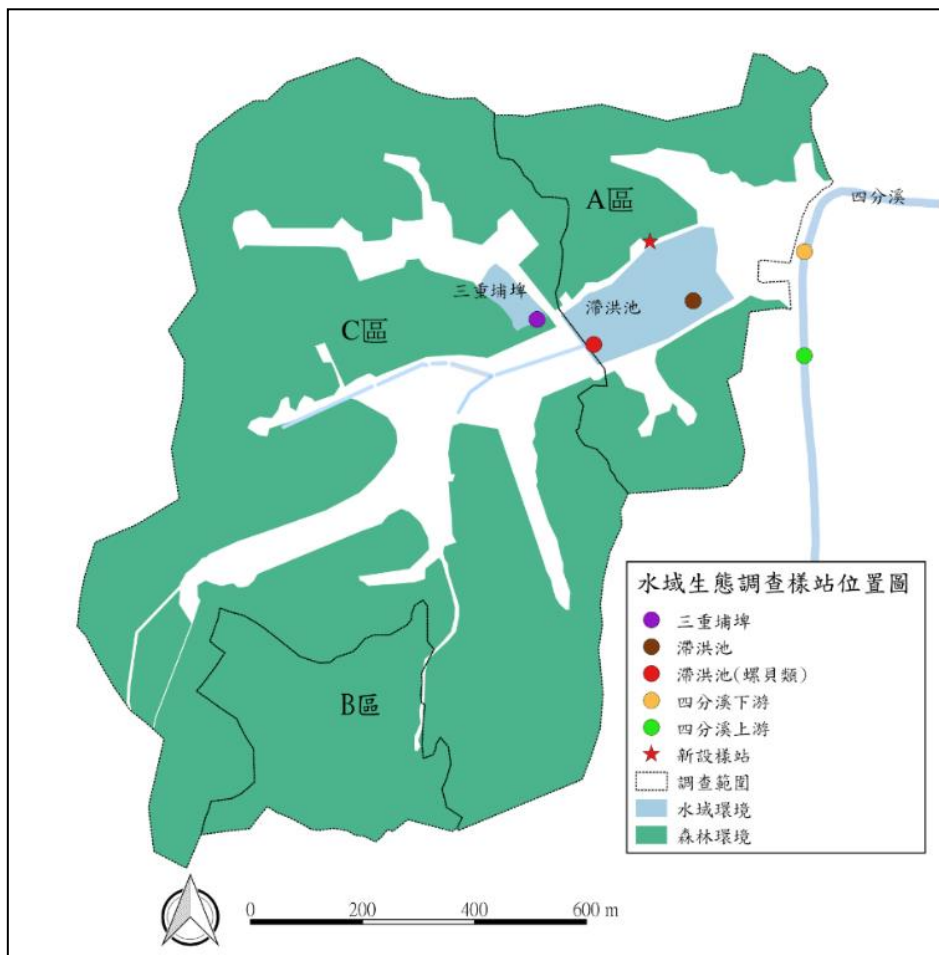 A區
四分溪
三重埔埤
滯洪池
C區
B區
水域生態調查樣站位置圖
三重埔埤
滯洪池
滯洪池(螺貝類)
四分溪下游
四分溪上游
新設樣站
調查範圍
水域環境
森林環境
0 200 400 600 m